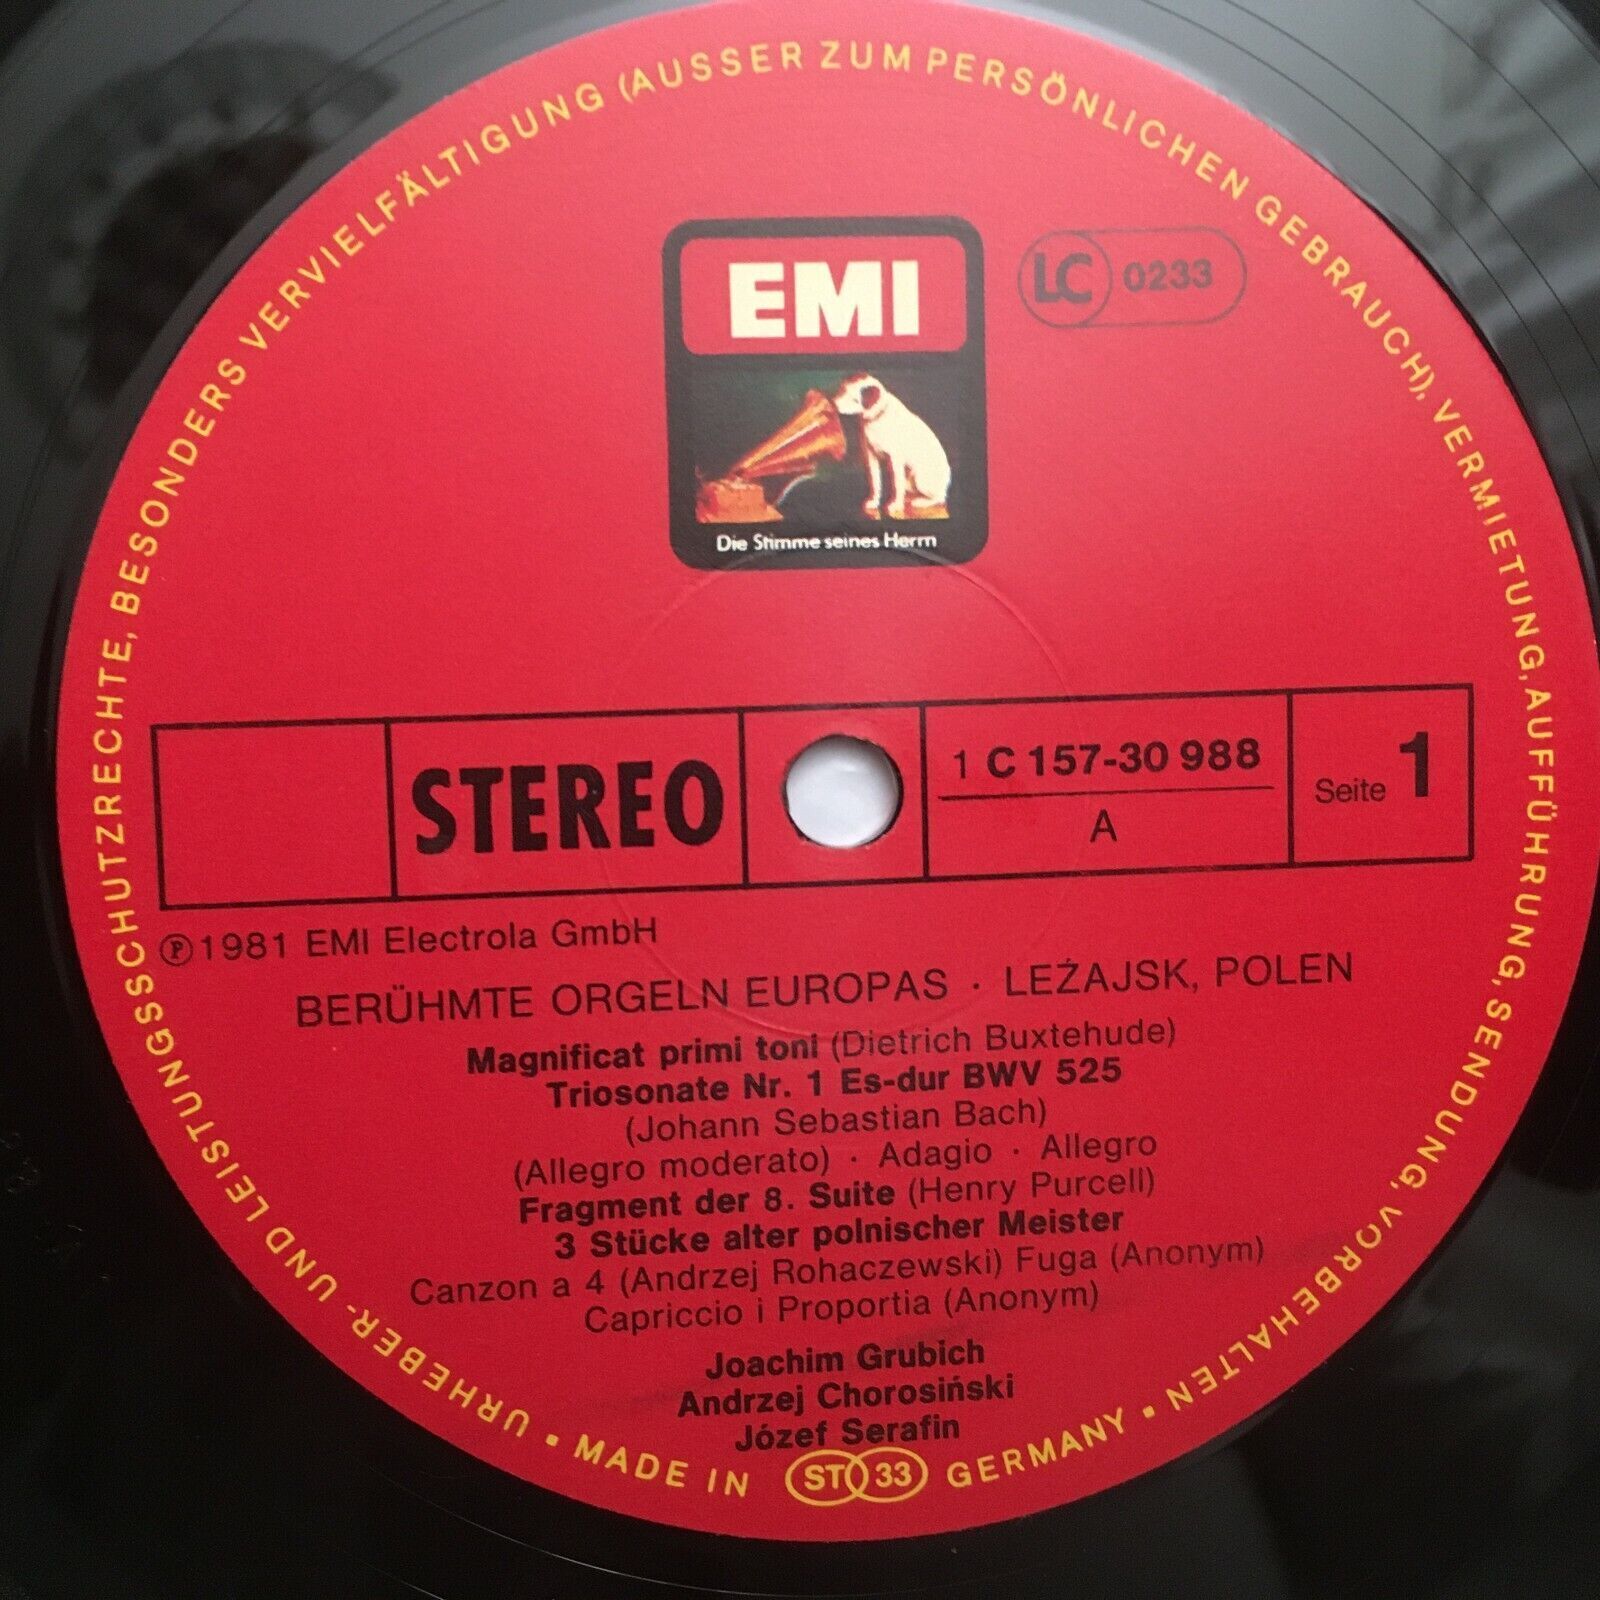 URHEBER- UND LEISTUNGSSCHUTZRECHTE, BESONDERS VERVIELFÄLTIGUNG (AUSSER ZUM PERSÖNLICHEN GEBRAUCH), VERMIETUNG, AUFFÜHRUNG, SENDUNG, VORBEHALTEN ▪
EMI
LC 0233
Die Stimme seines Herrn
STEREO
1 C 157-30 988
A
Seite 1
℗ 1981 EMI Electrola GmbH
BERÜHMTE ORGELN EUROPAS · LEŹAJSK, POLEN
Magnificat primi toni (Dietrich Buxtehude)
Triosonate Nr. 1 Es-dur BWV 525
(Johann Sebastian Bach)
(Allegro moderato) · Adagio · Allegro
Fragment der 8. Suite (Henry Purcell)
3 Stücke alter polnischer Meister
Canzon a 4 (Andrzej Rohaczewski) Fuga (Anonym)
Capriccio i Proportia (Anonym)
Joachim Grubich
Andrzej Chorosiński
Józef Serafin
▪ MADE IN ST 33 GERMANY